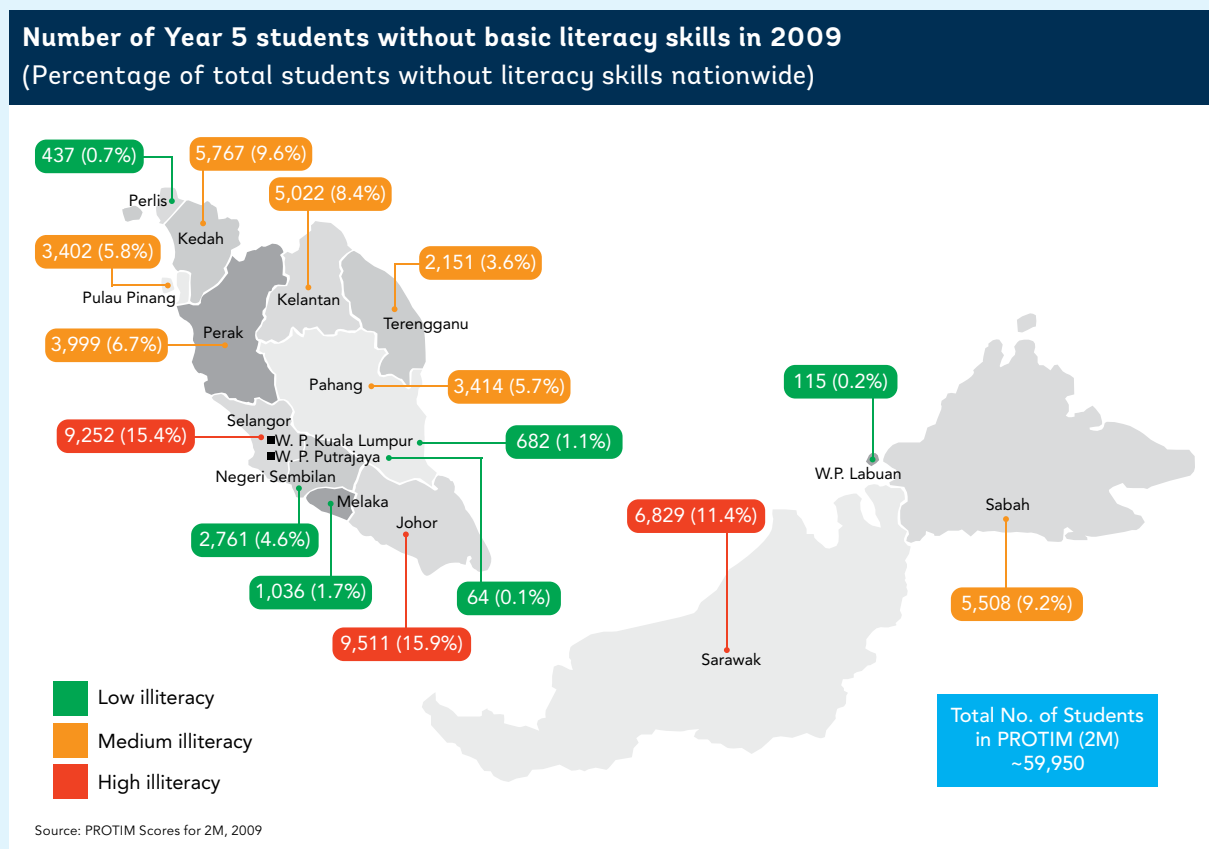 Number of Year 5 students without basic literacy skills in 2009
(Percentage of total students without literacy skills nationwide)
437 (0.7%)
5,767 (9.6%)
5,022 (8.4%)
Perlis
Kedah
3,402 (5.8%)
2,151 (3.6%)
Pulau Pinang
Kelantan
Terengganu
Perak
3,999 (6.7%)
Pahang
3,414 (5.7%)
115 (0.2%)
Selangor
9,252 (15.4%)
W. P. Kuala Lumpur
682 (1.1%)
W. P. Putrajaya
Negeri Sembilan
W.P. Labuan
Melaka
Johor
6,829 (11.4%)
Sabah
2,761 (4.6%)
1,036 (1.7%)
64 (0.1%)
5,508 (9.2%)
9,511 (15.9%)
Sarawak
Low illiteracy
Medium illiteracy
High illiteracy
Total No. of Students
in PROTIM (2M)
~59,950
Source: PROTIM Scores for 2M, 2009